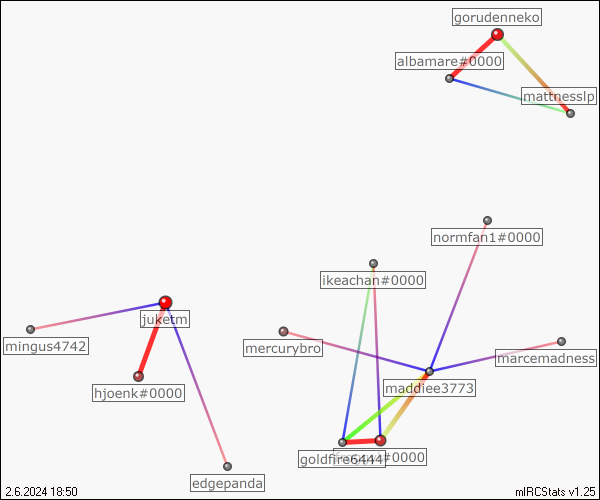 gorudenneko
albamare#0000
mattnesslp
normfan1#0000
ikeachan#0000
juketm
mingus4742
mercurybro
marcemadness
maddiee3773
hjoenk#0000
goldfire6444
#0000
edgepanda
2.6.2024 18:50
mIRCStats v1.25